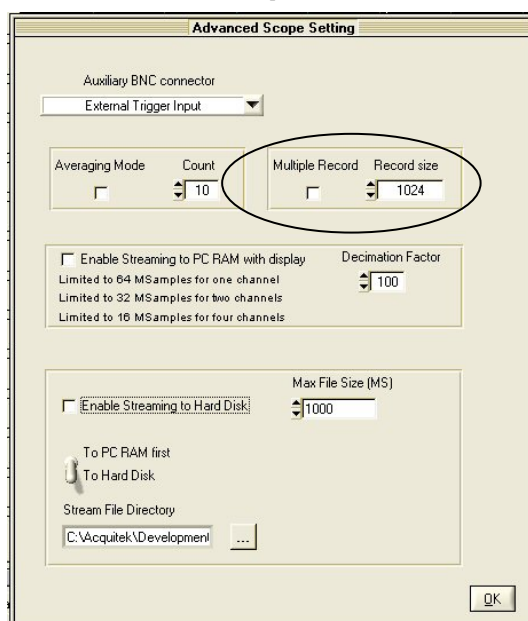 Advanced Scope Setting
Auxiliary BNC connector
External Trigger Input
Averaging Mode Count
10
Multiple Record Record size
1024
Enable Streaming to PC RAM with display
Limited to 64 MSamples for one channel
Limited to 32 MSamples for two channels
Limited to 16 MSamples for four channels
Decimation Factor
100
Max File Size (MS)
Enable Streaming to Hard Disk
1000
To PC RAM first
To Hard Disk
Stream File Directory
C:\Acquitek\Development
...
OK